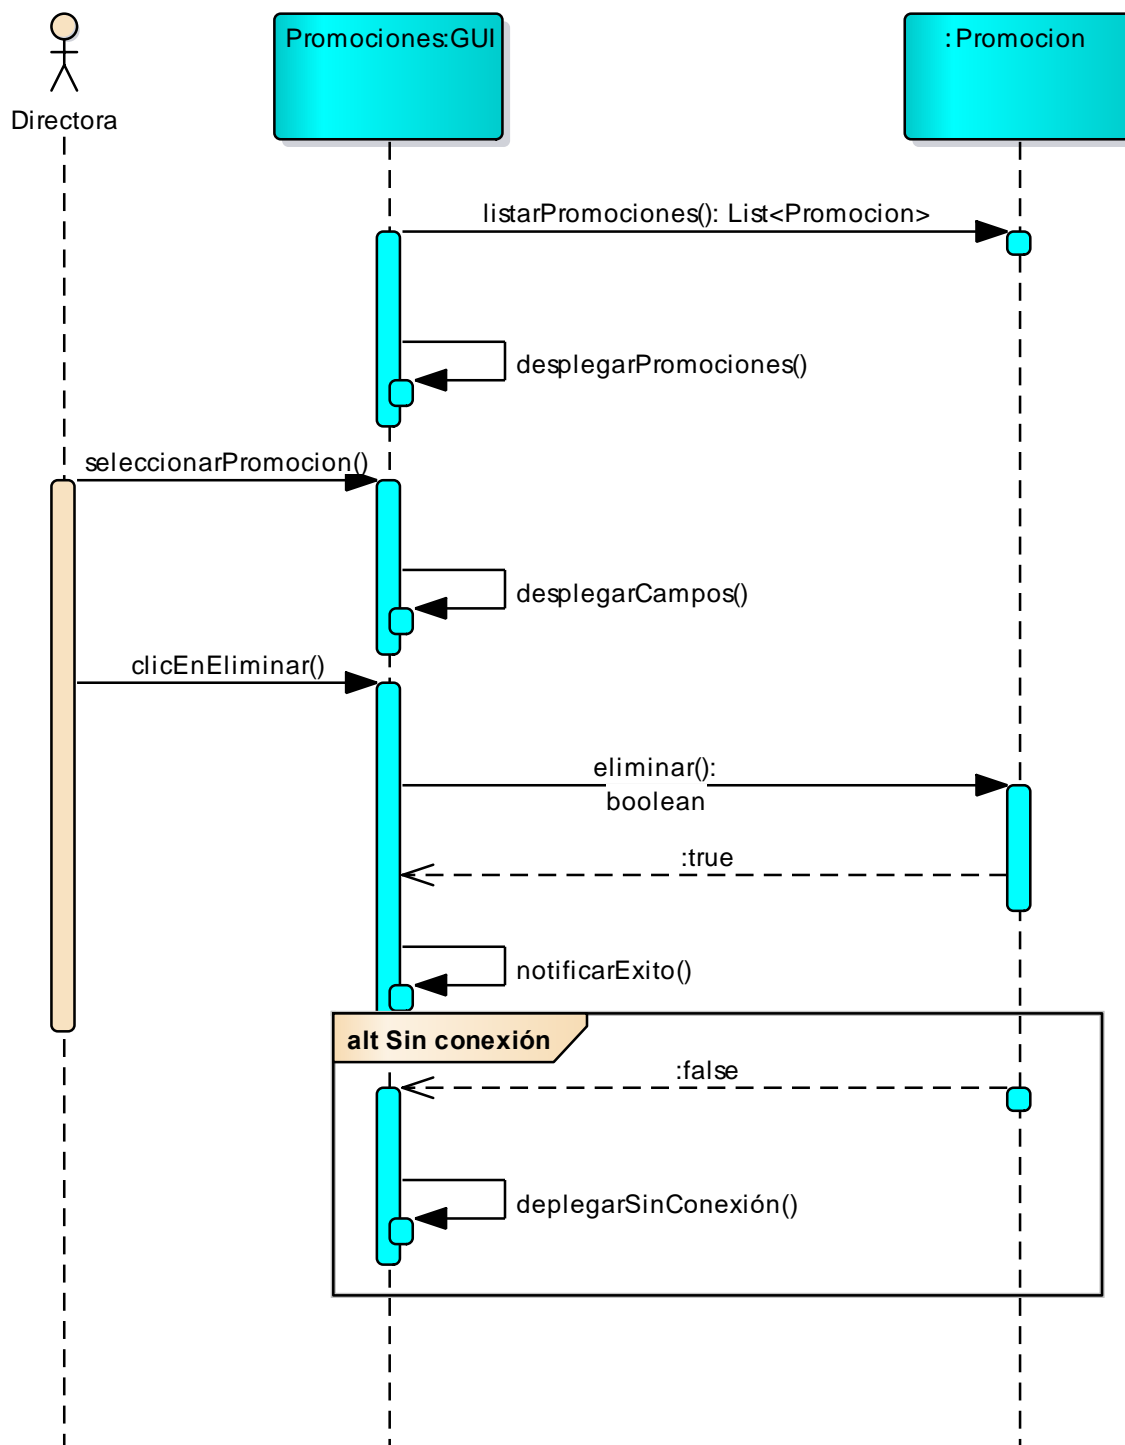 Promociones:GUI
: Promocion
Directora
listarPromociones(): List<Promocion>
desplegarPromociones()
seleccionarPromocion()
desplegarCampos()
clicEnEliminar()
eliminar():
boolean
:true
notificarExito()
alt Sin conexión
:false
deplegarSinConexión()